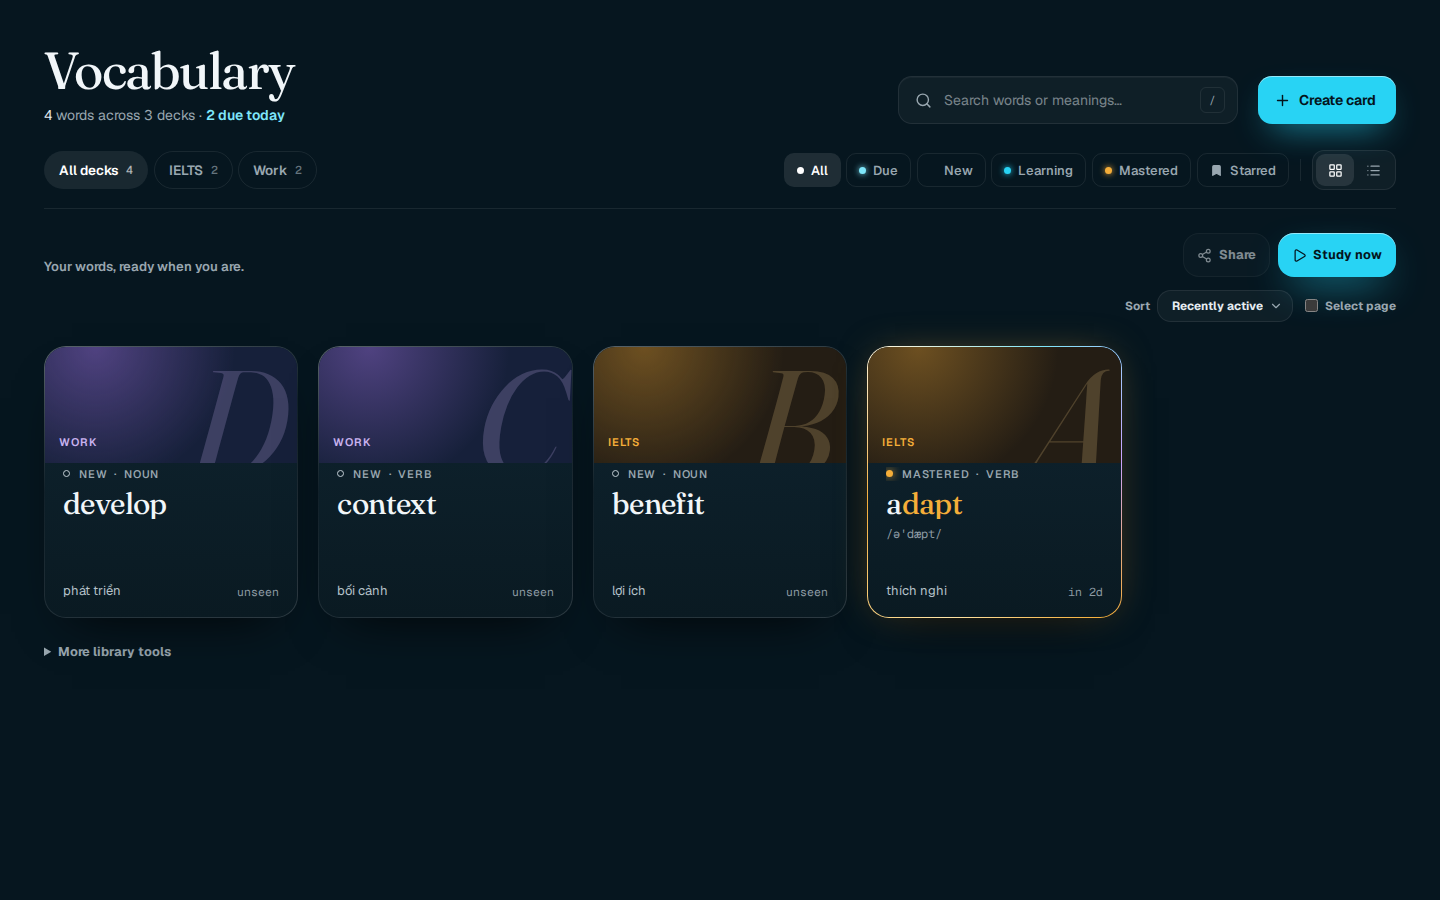 Vocabulary
4 words across 3 decks · 2 due today
Search words or meanings…
/
Create card
All decks 4
IELTS 2
Work 2
All
Due
New
Learning
Mastered
Starred
Your words, ready when you are.
Share
Study now
Sort
Recently active
Select page
D
WORK
NEW · NOUN
develop
phát triển
unseen
C
WORK
NEW · VERB
context
bối cảnh
unseen
B
IELTS
NEW · NOUN
benefit
lợi ích
unseen
A
IELTS
MASTERED · VERB
adapt
/əˈdæpt/
thích nghi
in 2d
More library tools